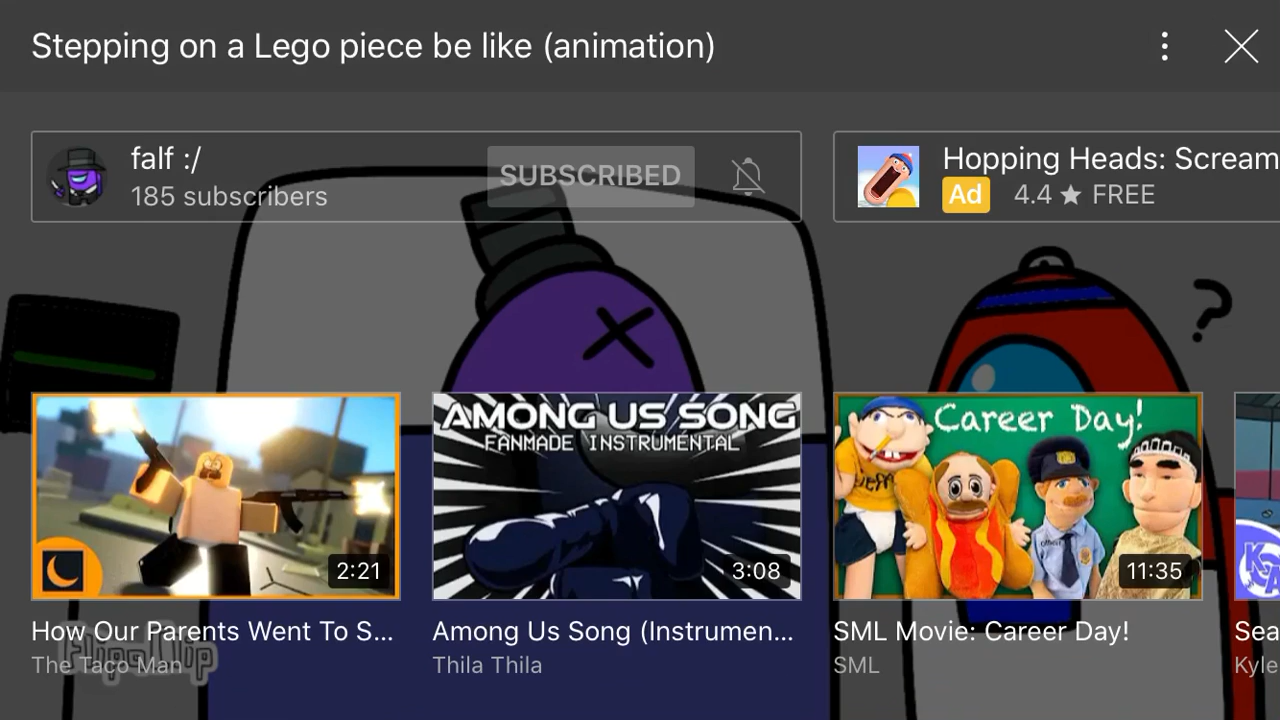 Stepping on a Lego piece be like (animation)
falf :/
185 subscribers
SUBSCRIBED
Hopping Heads: Scream
Ad 4.4 ★ FREE
AMONG US SONG
FANMADE INSTRUMENTAL
Career Day!
2:21
3:08
11:35
How Our Parents Went To S...
The Taco Man
Among Us Song (Instrumen...
Thila Thila
SML Movie: Career Day!
SML
Sea
Kyle
FlipaClip